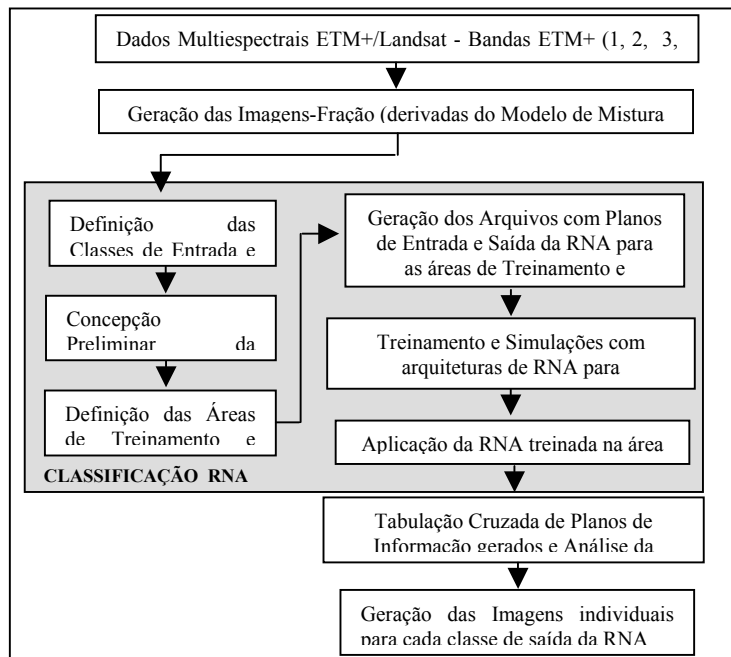 Dados Multiespectrais ETM+/Landsat - Bandas ETM+ (1, 2, 3,
Geração das Imagens-Fração (derivadas do Modelo de Mistura
Definição das
Classes de Entrada e
Concepção
Preliminar da
Definição das Áreas
de Treinamento e
Geração dos Arquivos com Planos
de Entrada e Saída da RNA para
as áreas de Treinamento e
Treinamento e Simulações com
arquiteturas de RNA para
Aplicação da RNA treinada na área
CLASSIFICAÇÃO RNA
Tabulação Cruzada de Planos de
Informação gerados e Análise da
Geração das Imagens individuais
para cada classe de saída da RNA